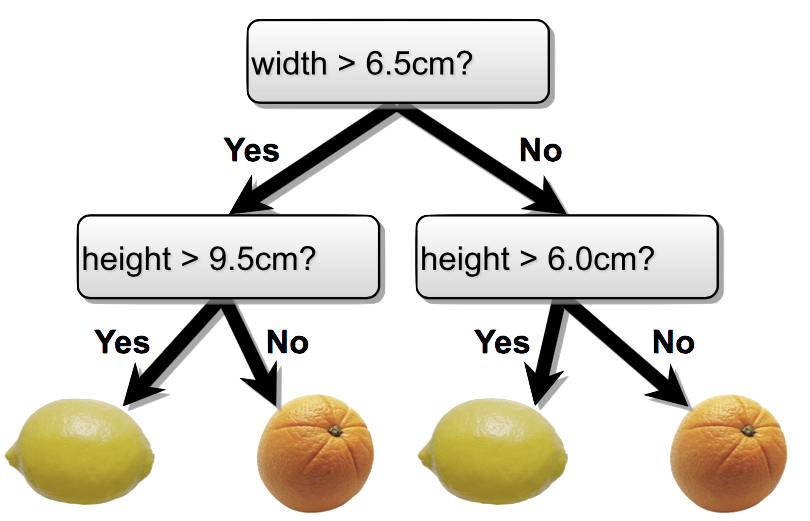 width > 6.5cm?
Yes
No
height > 9.5cm?
height > 6.0cm?
Yes
No
Yes
No